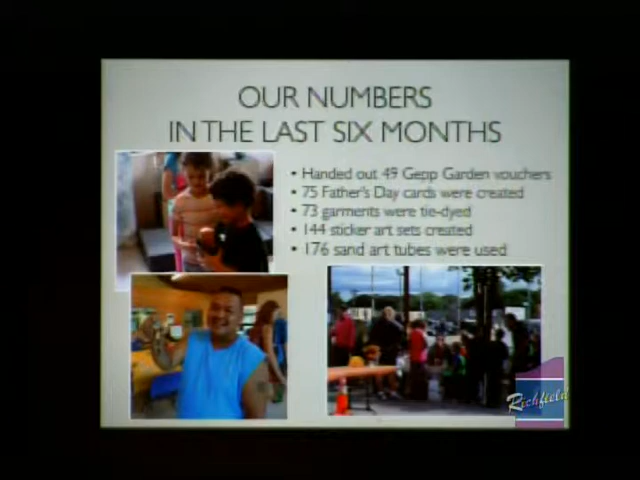 OUR NUMBERS
IN THE LAST SIX MONTHS
• Handed out 49 Gepp Garden vouchers
• 75 Father's Day cards were created
• 73 garments were tie-dyed
• 144 sticker art sets created
• 176 sand art tubes were used
Richfield